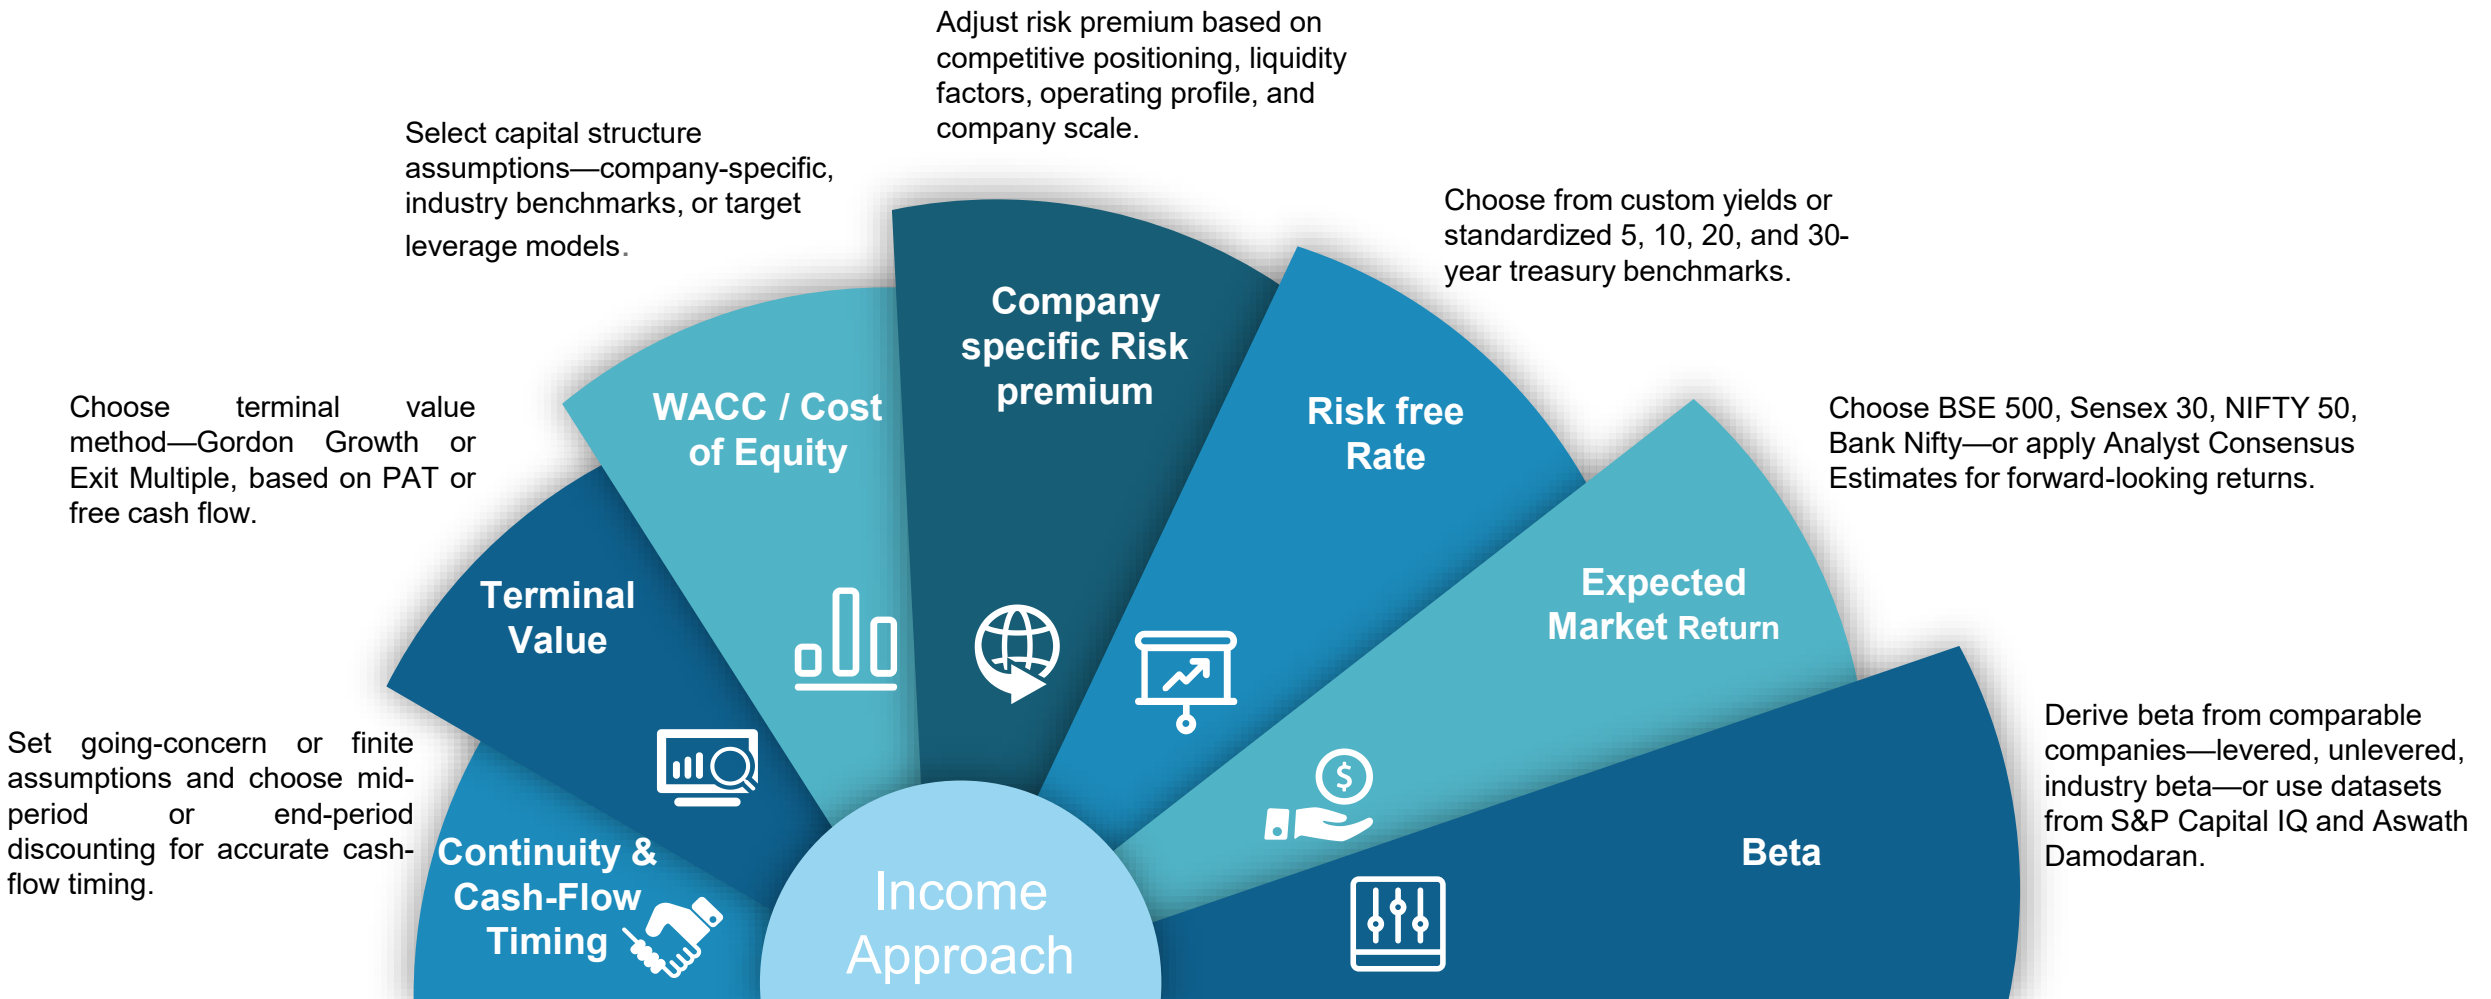 Adjust risk premium based on
competitive positioning, liquidity
factors, operating profile, and
company scale.
Select capital structure
assumptions—company-specific,
industry benchmarks, or target
leverage models.
Choose from custom yields or
standardized 5, 10, 20, and 30-
year treasury benchmarks.
Choose terminal value
method—Gordon Growth or
Exit Multiple, based on PAT or
free cash flow.
Choose BSE 500, Sensex 30, NIFTY 50,
Bank Nifty—or apply Analyst Consensus
Estimates for forward-looking returns.
Set going-concern or finite
assumptions and choose mid-
period or end-period
discounting for accurate cash-
flow timing.
Derive beta from comparable
companies—levered, unlevered,
industry beta—or use datasets
from S&P Capital IQ and Aswath
Damodaran.
Continuity &
Cash-Flow
Timing
Terminal
Value
WACC / Cost
of Equity
Company
specific Risk
premium
Risk free
Rate
Expected
Market Return
$
Beta
Income
Approach